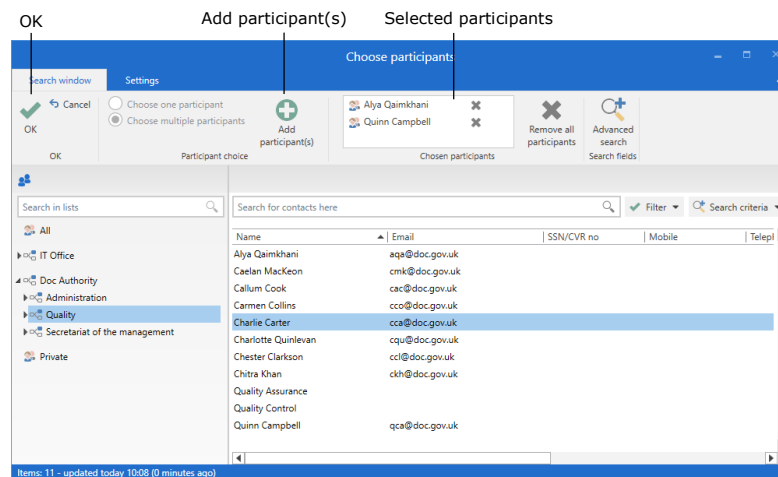 OK Add participant(s) Selected participants
Choose participants
Search window Settings
OK
Cancel
Choose one participant
Choose multiple participants
Add
participant(s)
Alya Qaimkhani
Quinn Campbell
Remove all
participants
Advanced
search
OK Participant choice Chosen participants Search fields
Search in lists
Search for contacts here
Filter
Search criteria
All
IT Office
Doc Authority
Administration
Quality
Secretariat of the management
Private
Name Email SSN/CVR no Mobile Telepl
Alya Qaimkhani aqa@doc.gov.uk
Caelan MacKeon cmk@doc.gov.uk
Callum Cook cac@doc.gov.uk
Carmen Collins cco@doc.gov.uk
Charlie Carter cca@doc.gov.uk
Charlotte Quinlevan cqu@doc.gov.uk
Chester Clarkson ccl@doc.gov.uk
Chitra Khan ckh@doc.gov.uk
Quality Assurance
Quality Control
Quinn Campbell qca@doc.gov.uk
Items: 11 - updated today 10:08 (0 minutes ago)